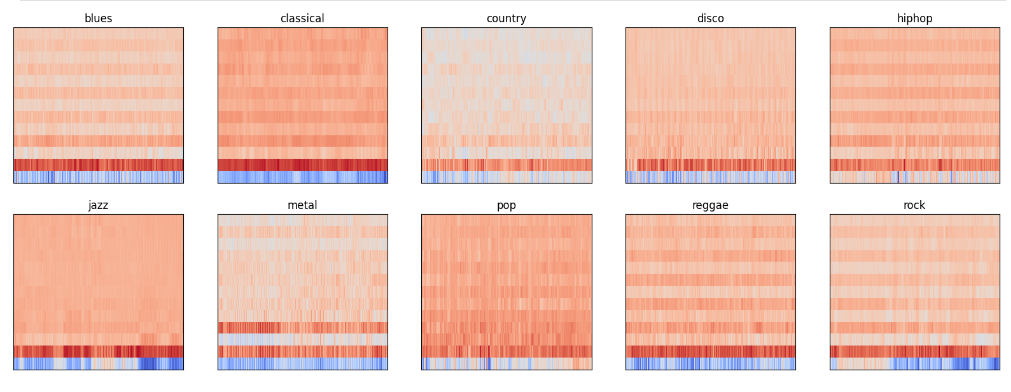 blues
classical
country
disco
hiphop
jazz
metal
pop
reggae
rock